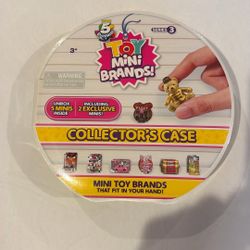 5
SURPRISE
TOY
MINI
BRANDS!
SERIES 3
3+
WARNING
UNBOX
5 MINIS
INSIDE
INCLUDING
2 EXCLUSIVE
MINIS!
COLLECTOR'S CASE
MINI TOY BRANDS
THAT FIT IN YOUR HAND!